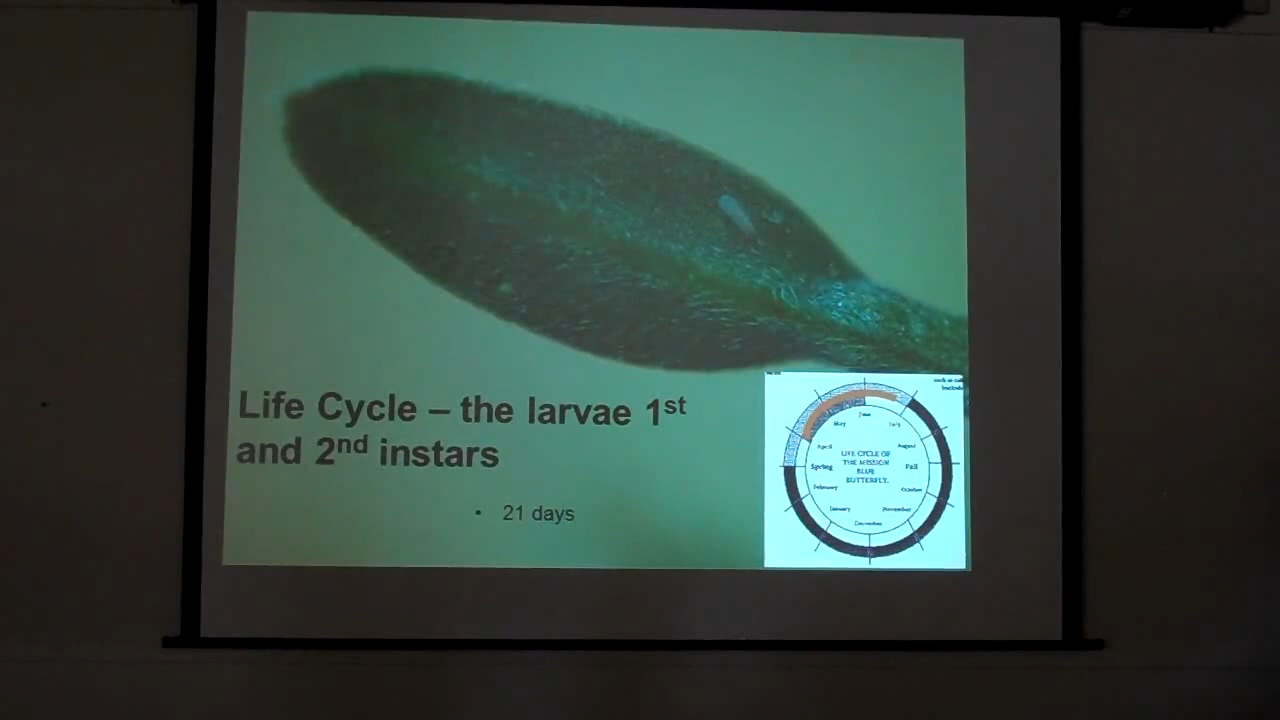 Life Cycle – the larvae 1st
and 2nd instars
• 21 days
June
May
July
April
August
LIFE CYCLE OF
THE MISSION
BLUE
BUTTERFLY.
Spring
Fall
February
October
January
November
December